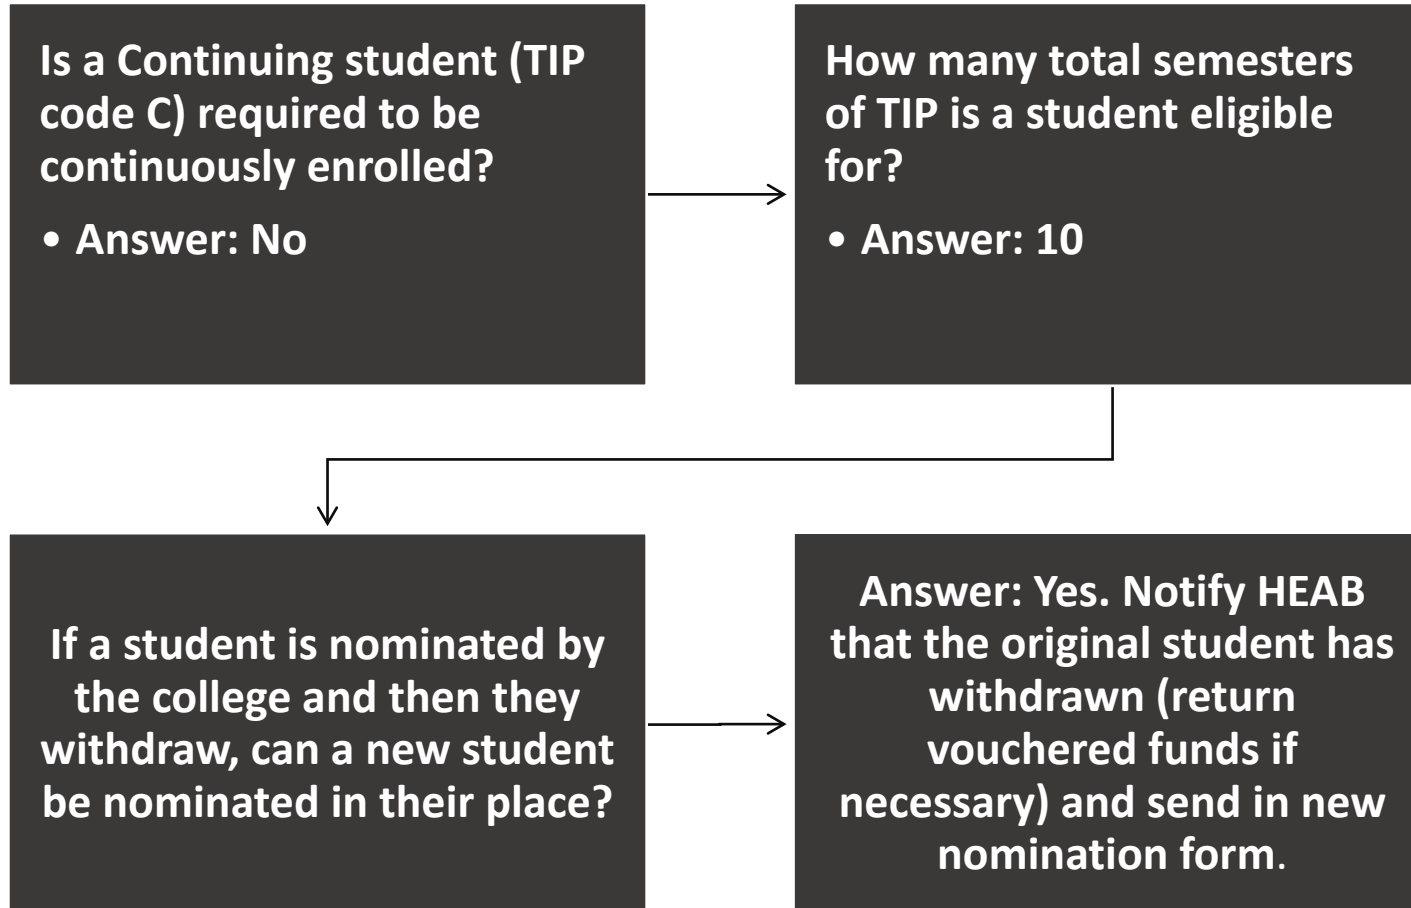 Is a Continuing student (TIP
code C) required to be
continuously enrolled?
• Answer: No
How many total semesters
of TIP is a student eligible
for?
• Answer: 10
If a student is nominated by
the college and then they
withdraw, can a new student
be nominated in their place?
Answer: Yes. Notify HEAB
that the original student has
withdrawn (return
vouchered funds if
necessary) and send in new
nomination form.